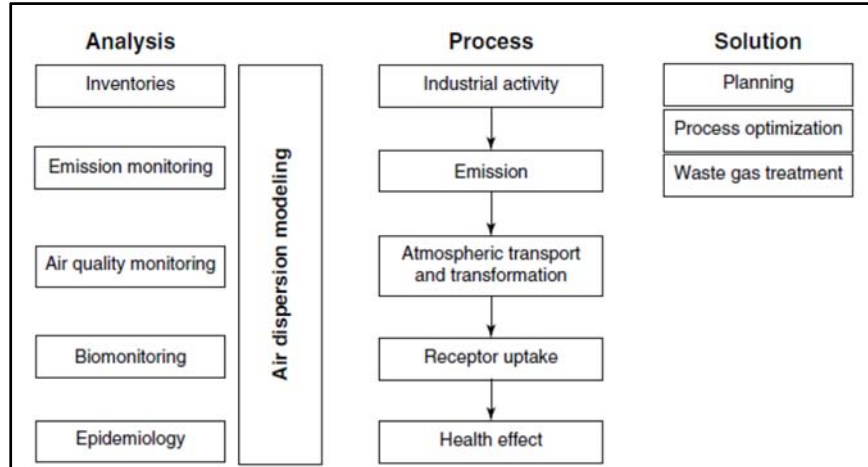 Analysis
Process
Solution
Inventories
Industrial activity
Planning
Process optimization
Emission monitoring
Emission
Waste gas treatment
Air dispersion modeling
Air quality monitoring
Atmospheric transport
and transformation
Biomonitoring
Receptor uptake
Epidemiology
Health effect